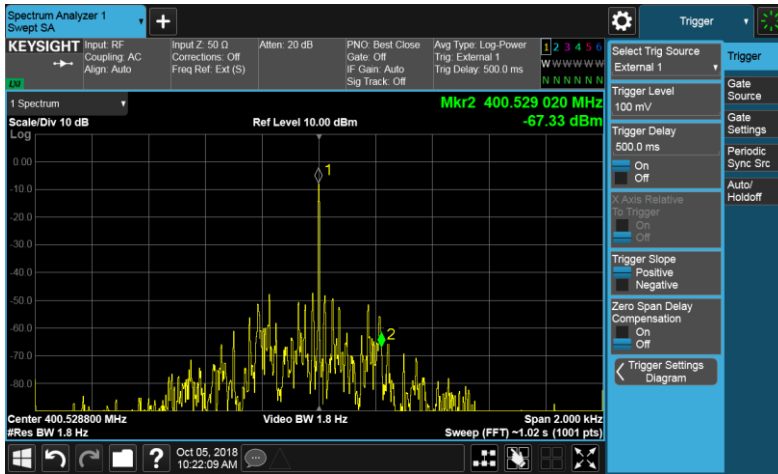 Spectrum Analyzer 1
Swept SA
Trigger
KEYSIGHT
Input: RF
Coupling: AC
Align: Auto
Input Z: 50 Ω
Corrections: Off
Freq Ref: Ext (S)
Atten: 20 dB
PNO: Best Close
Gate: Off
IF Gain: Auto
Sig Track: Off
Avg Type: Log-Power
Trig: External 1
Trig Delay: 500.0 ms
1 2 3 4 5 6
W W W W W W
N N N N N N
LXI
1 Spectrum
Mkr2 400.529 020 MHz
-67.33 dBm
Scale/Div 10 dB
Ref Level 10.00 dBm
Log
0.00
-10.0
-20.0
-30.0
-40.0
-50.0
-60.0
-70.0
-80.0
1
2
Center 400.528800 MHz
#Res BW 1.8 Hz
Video BW 1.8 Hz
Span 2.000 kHz
Sweep (FFT) ~1.02 s (1001 pts)
?
Oct 05, 2018
10:22:09 AM
Select Trig Source
External 1
Trigger Level
100 mV
Trigger Delay
500.0 ms
On
Off
X Axis Relative
To Trigger
On
Off
Trigger Slope
Positive
Negative
Zero Span Delay
Compensation
On
Off
Trigger Settings
Diagram
Trigger
Gate
Source
Gate
Settings
Periodic
Sync Src
Auto/
Holdoff